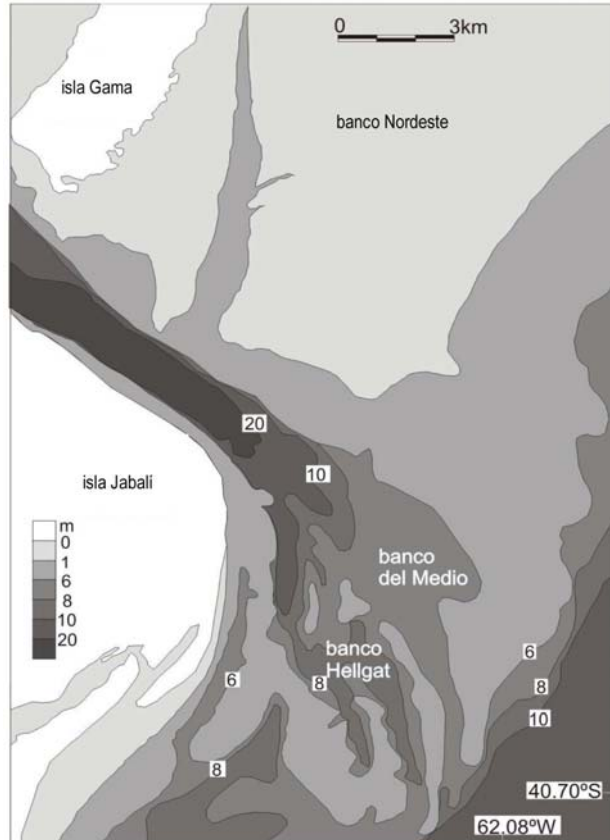 0 3km
isla Gama
banco Nordeste
20
10
isla Jabalí
m
0
1
6
8
10
20
banco
del Medio
banco
Hellgat
6
8
6
8
10
8
40.70ºS
62.08ºW